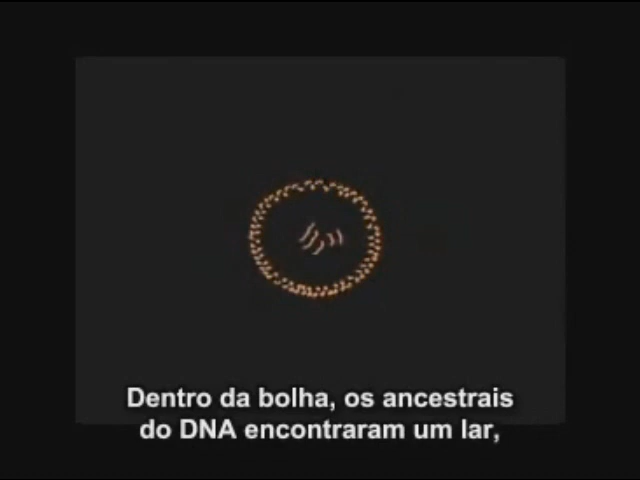 Dentro da bolha, os ancestrais
do DNA encontraram um lar,